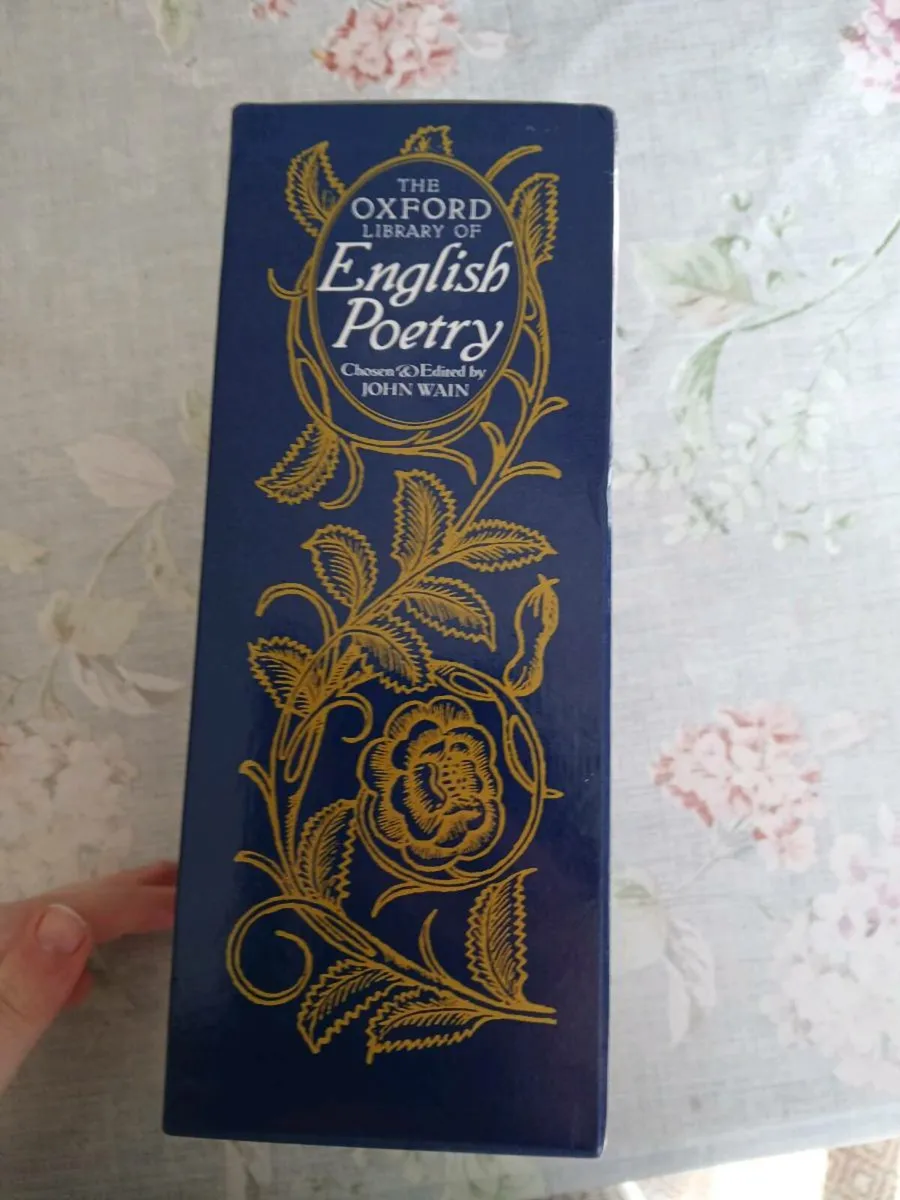 THE
OXFORD
LIBRARY OF
English
Poetry
Chosen & Edited by
JOHN WAIN